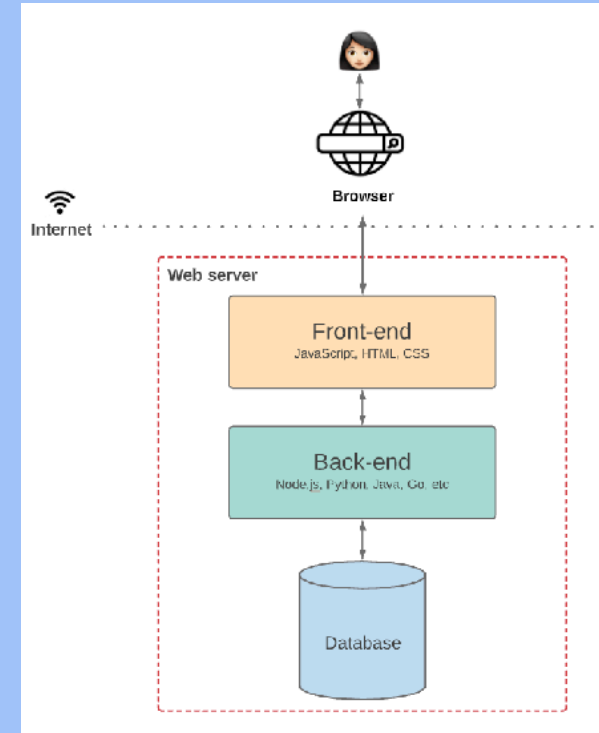 Browser
Internet
Web server
Front-end
JavaScript, HTML, CSS
Back-end
Node.js, Python, Java, Go, etc
Database